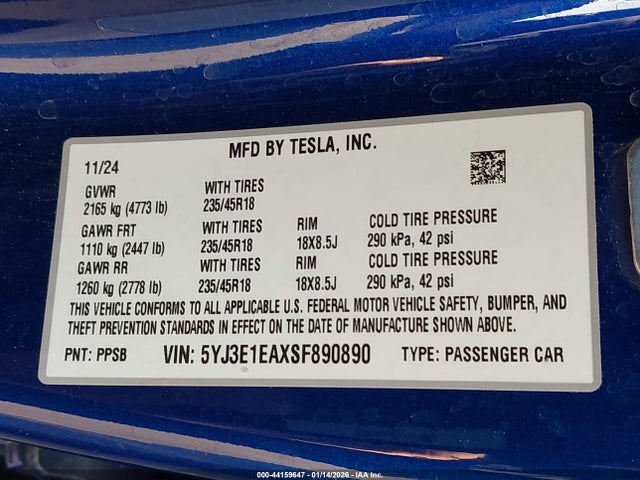 MFD BY TESLA, INC.
11/24
GVWR WITH TIRES
2165 kg (4773 lb) 235/45R18
GAWR FRT WITH TIRES RIM COLD TIRE PRESSURE
1110 kg (2447 lb) 235/45R18 18X8.5J 290 kPa, 42 psi
GAWR RR WITH TIRES RIM COLD TIRE PRESSURE
1260 kg (2778 lb) 235/45R18 18X8.5J 290 kPa, 42 psi
THIS VEHICLE CONFORMS TO ALL APPLICABLE U.S. FEDERAL MOTOR VEHICLE SAFETY, BUMPER, AND
THEFT PREVENTION STANDARDS IN EFFECT ON THE DATE OF MANUFACTURE SHOWN ABOVE.
PNT: PPSB VIN: 5YJ3E1EAXSF890890 TYPE: PASSENGER CAR
000-44159647 - 01/14/2026 - IAA Inc.